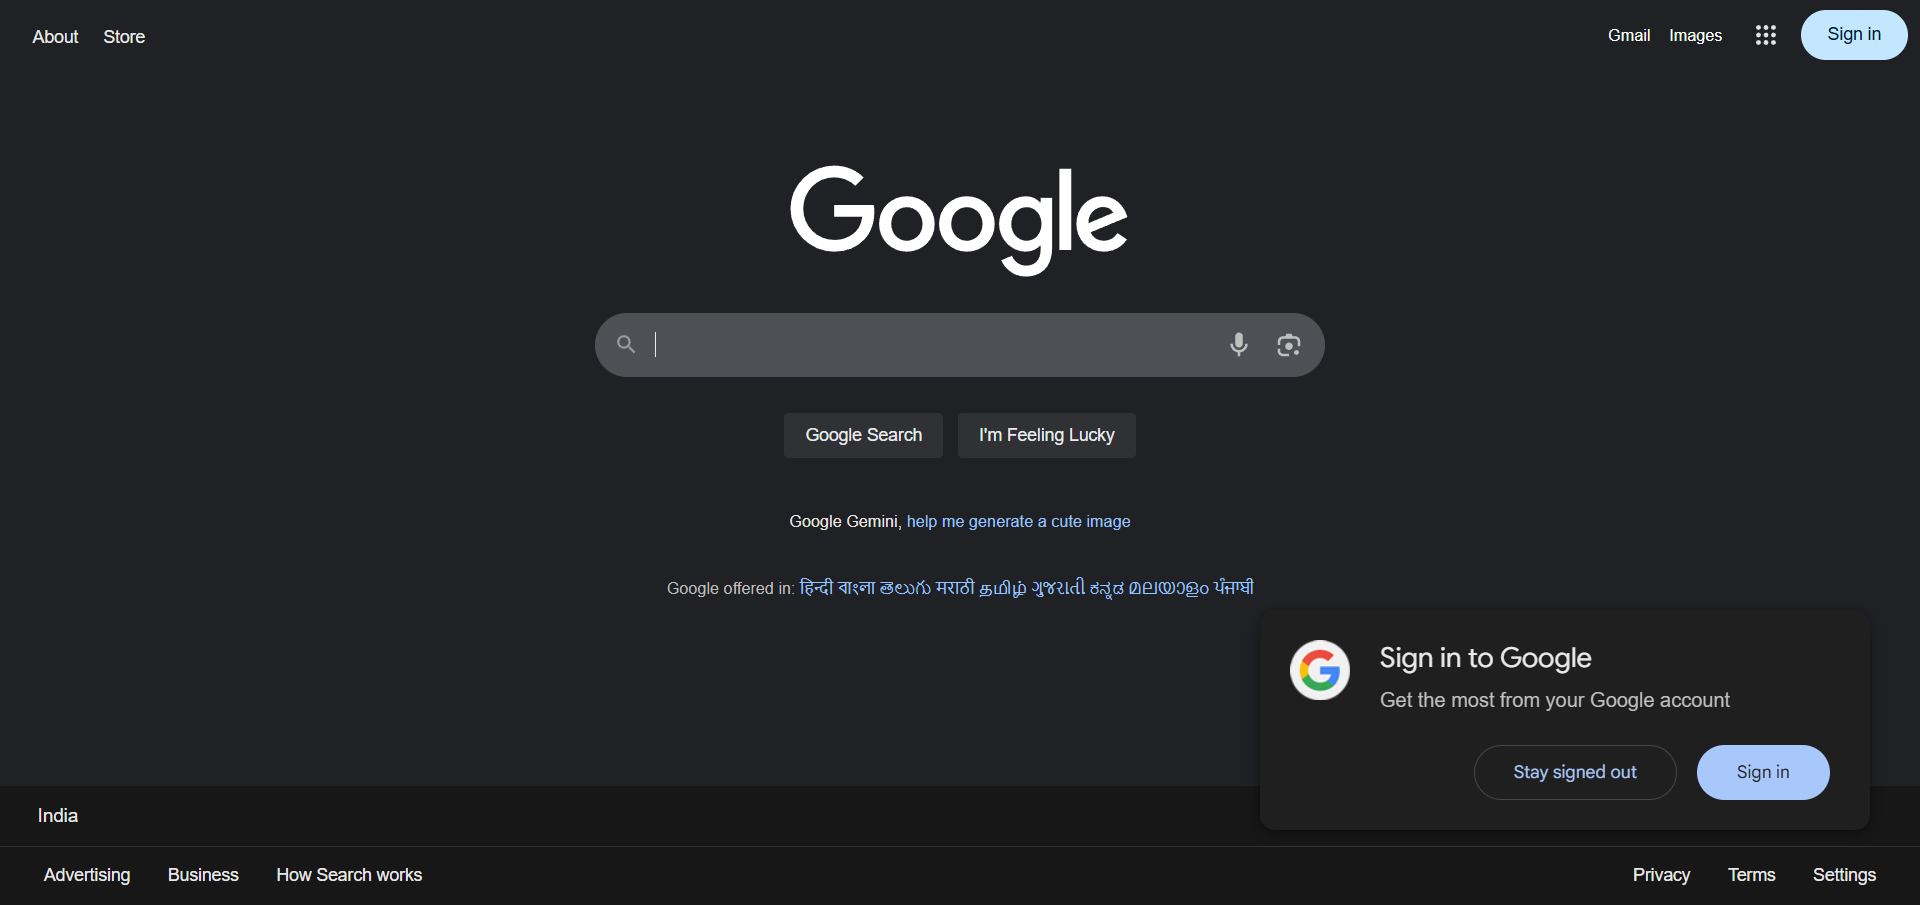 About Store
Gmail Images Sign in
Google
Google Search I'm Feeling Lucky
Google Gemini, help me generate a cute image
Google offered in: हिन्दी বাংলা తెలుగు मराठी தமிழ் ગુજરાતી ಕನ್ನಡ മലയാളം ਪੰਜਾਬੀ
Sign in to Google
Get the most from your Google account
Stay signed out Sign in
India
Advertising Business How Search works
Privacy Terms Settings